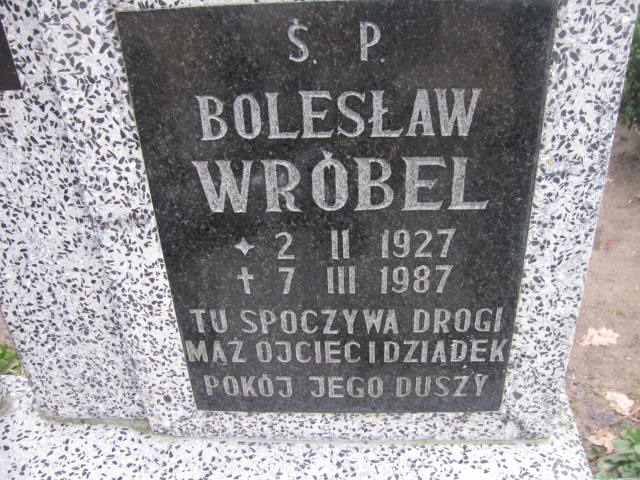 Ś. P.
BOLESŁAW
WRÓBEL
✦ 2 II 1927
✝ 7 III 1987
TU SPOCZYWA DROGI
MĄŻ OJCIEC I DZIADEK
POKÓJ JEGO DUSZY